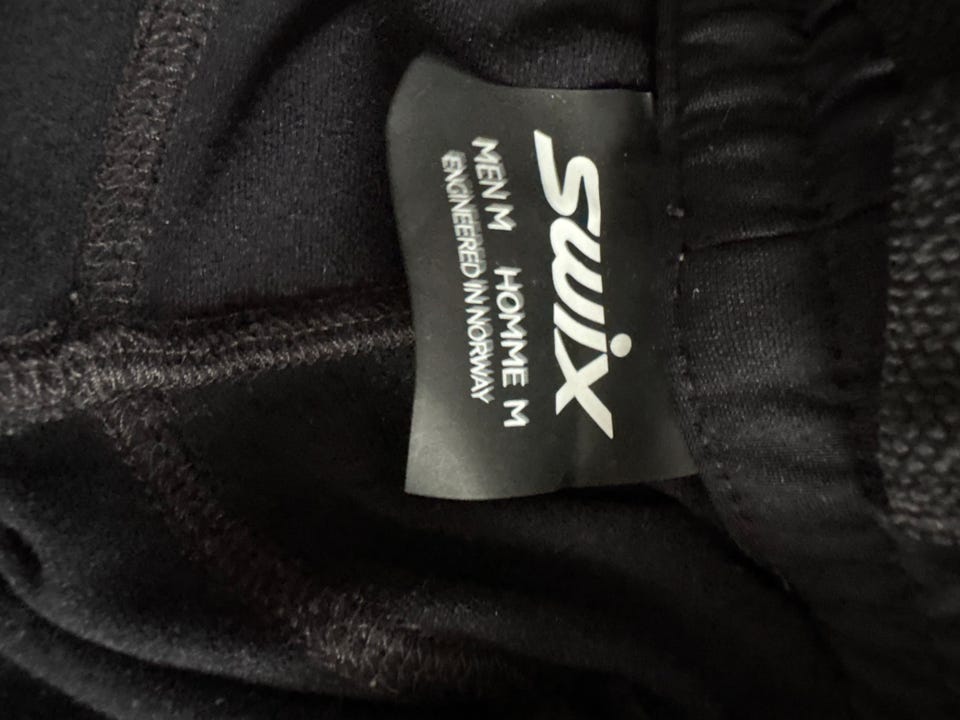 swix
MEN M HOMME M
ENGINEERED IN NORWAY